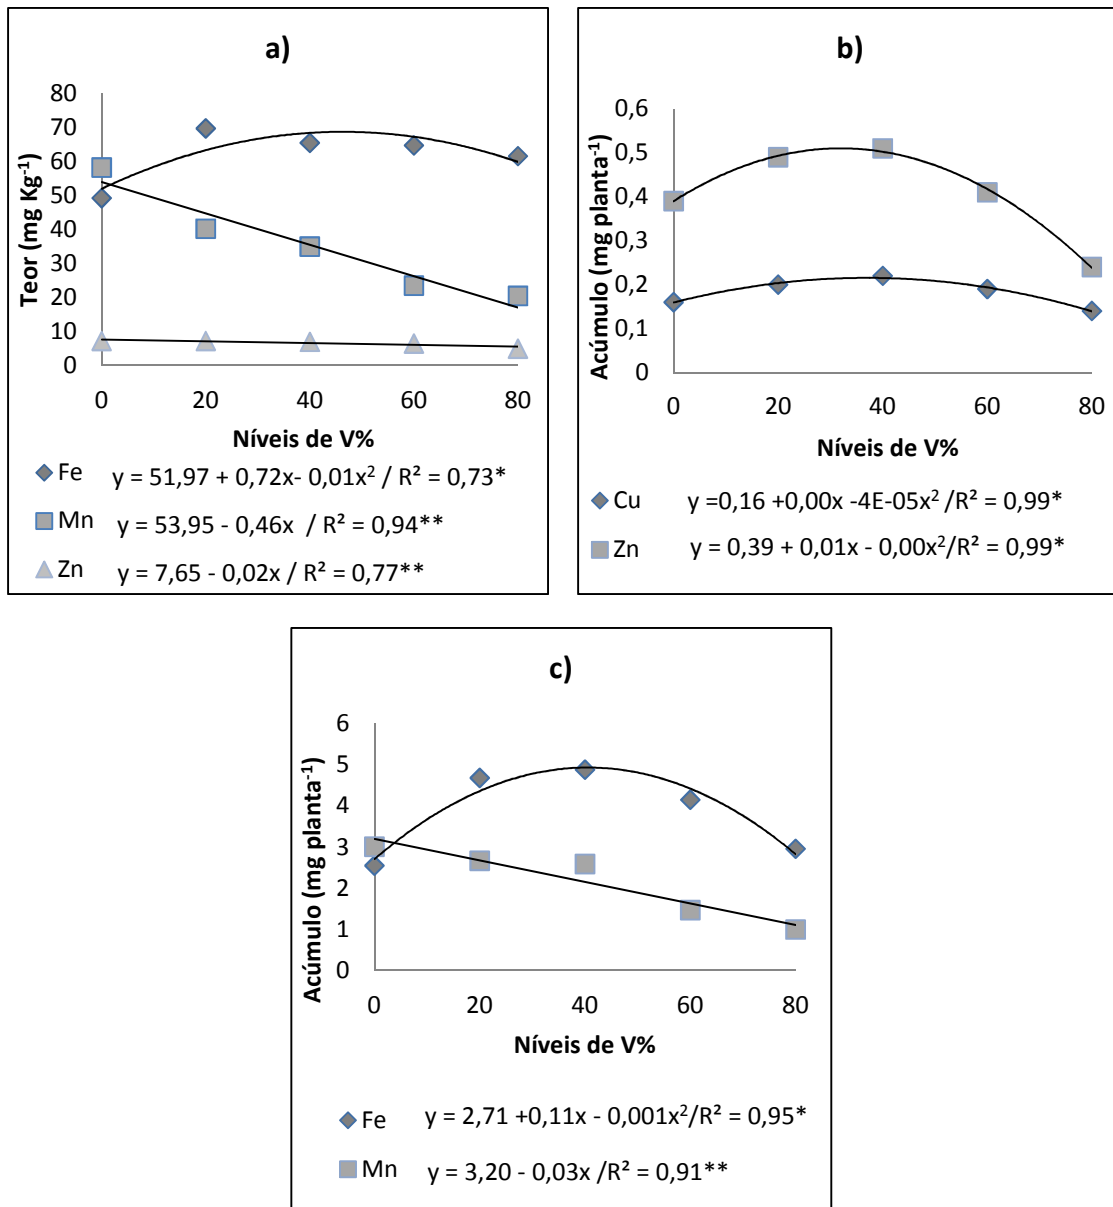 a)
Teor (mg Kg⁻¹)
80
70
60
50
40
30
20
10
0
0 20 40 60 80
Níveis de V%
Fe y = 51,97 + 0,72x- 0,01x² / R² = 0,73*
Mn y = 53,95 - 0,46x / R² = 0,94**
Zn y = 7,65 - 0,02x / R² = 0,77**
b)
Acúmulo (mg planta⁻¹)
0,6
0,5
0,4
0,3
0,2
0,1
0
0 20 40 60 80
Níveis de V%
Cu y =0,16 +0,00x -4E-05x² /R² = 0,99*
Zn y = 0,39 + 0,01x - 0,00x²/R² = 0,99*
c)
Acúmulo (mg planta⁻¹)
6
5
4
3
2
1
0
0 20 40 60 80
Níveis de V%
Fe y = 2,71 +0,11x - 0,001x²/R² = 0,95*
Mn y = 3,20 - 0,03x /R² = 0,91**